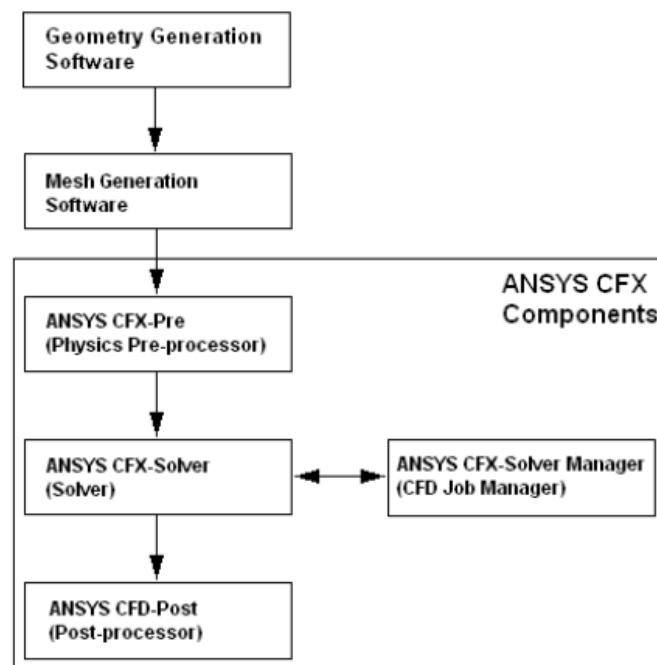 Geometry Generation
Software
Mesh Generation
Software
ANSYS CFX
Components
ANSYS CFX-Pre
(Physics Pre-processor)
ANSYS CFX-Solver
(Solver)
ANSYS CFX-Solver Manager
(CFD Job Manager)
ANSYS CFD-Post
(Post-processor)